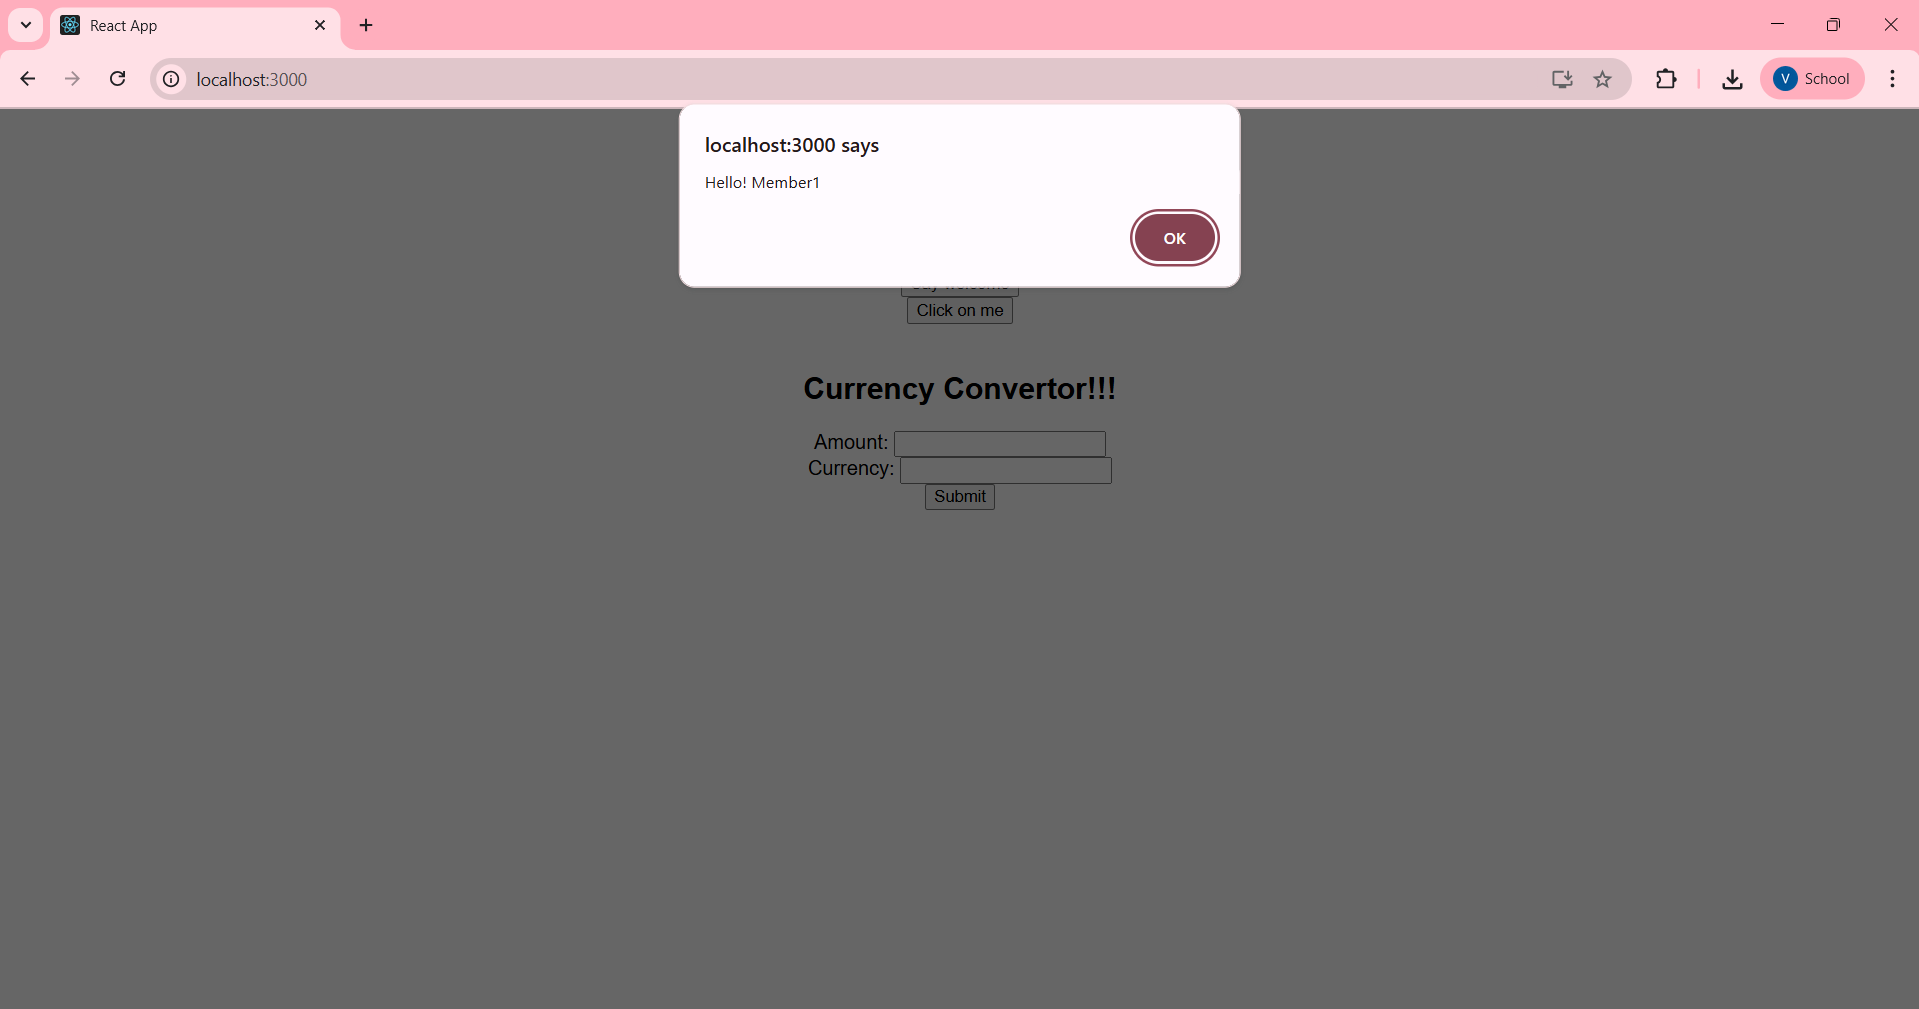 React App
localhost:3000
V School
localhost:3000 says
Hello! Member1
OK
Click on me
Currency Convertor!!!
Amount:
Currency:
Submit